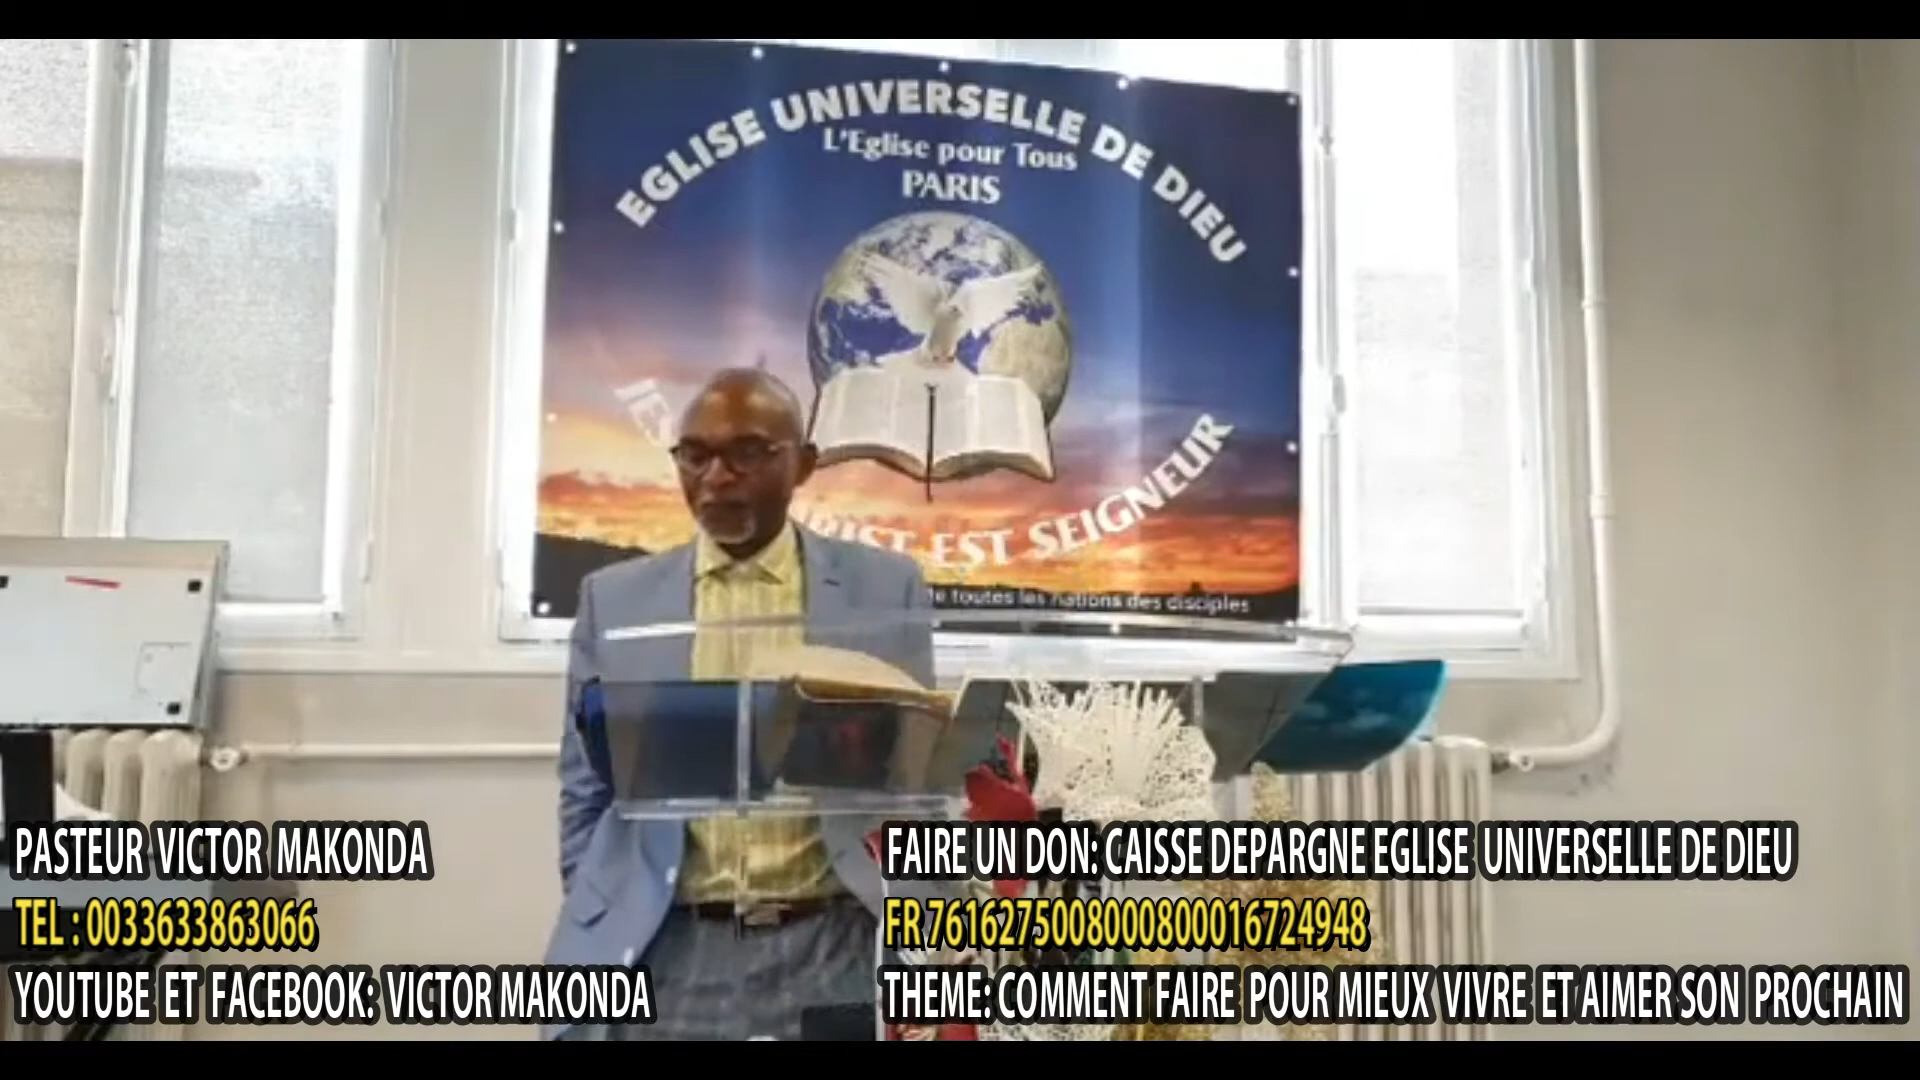 EGLISE UNIVERSELLE DE DIEU
L'Eglise pour Tous
PARIS
EST SEIGNEUR
de toutes les nations des disciples
PASTEUR VICTOR MAKONDA
TEL : 0033633863066
YOUTUBE ET FACEBOOK: VICTOR MAKONDA
FAIRE UN DON: CAISSE DEPARGNE EGLISE UNIVERSELLE DE DIEU
FR 7616275008000800016724948
THEME: COMMENT FAIRE POUR MIEUX VIVRE ET AIMER SON PROCHAIN